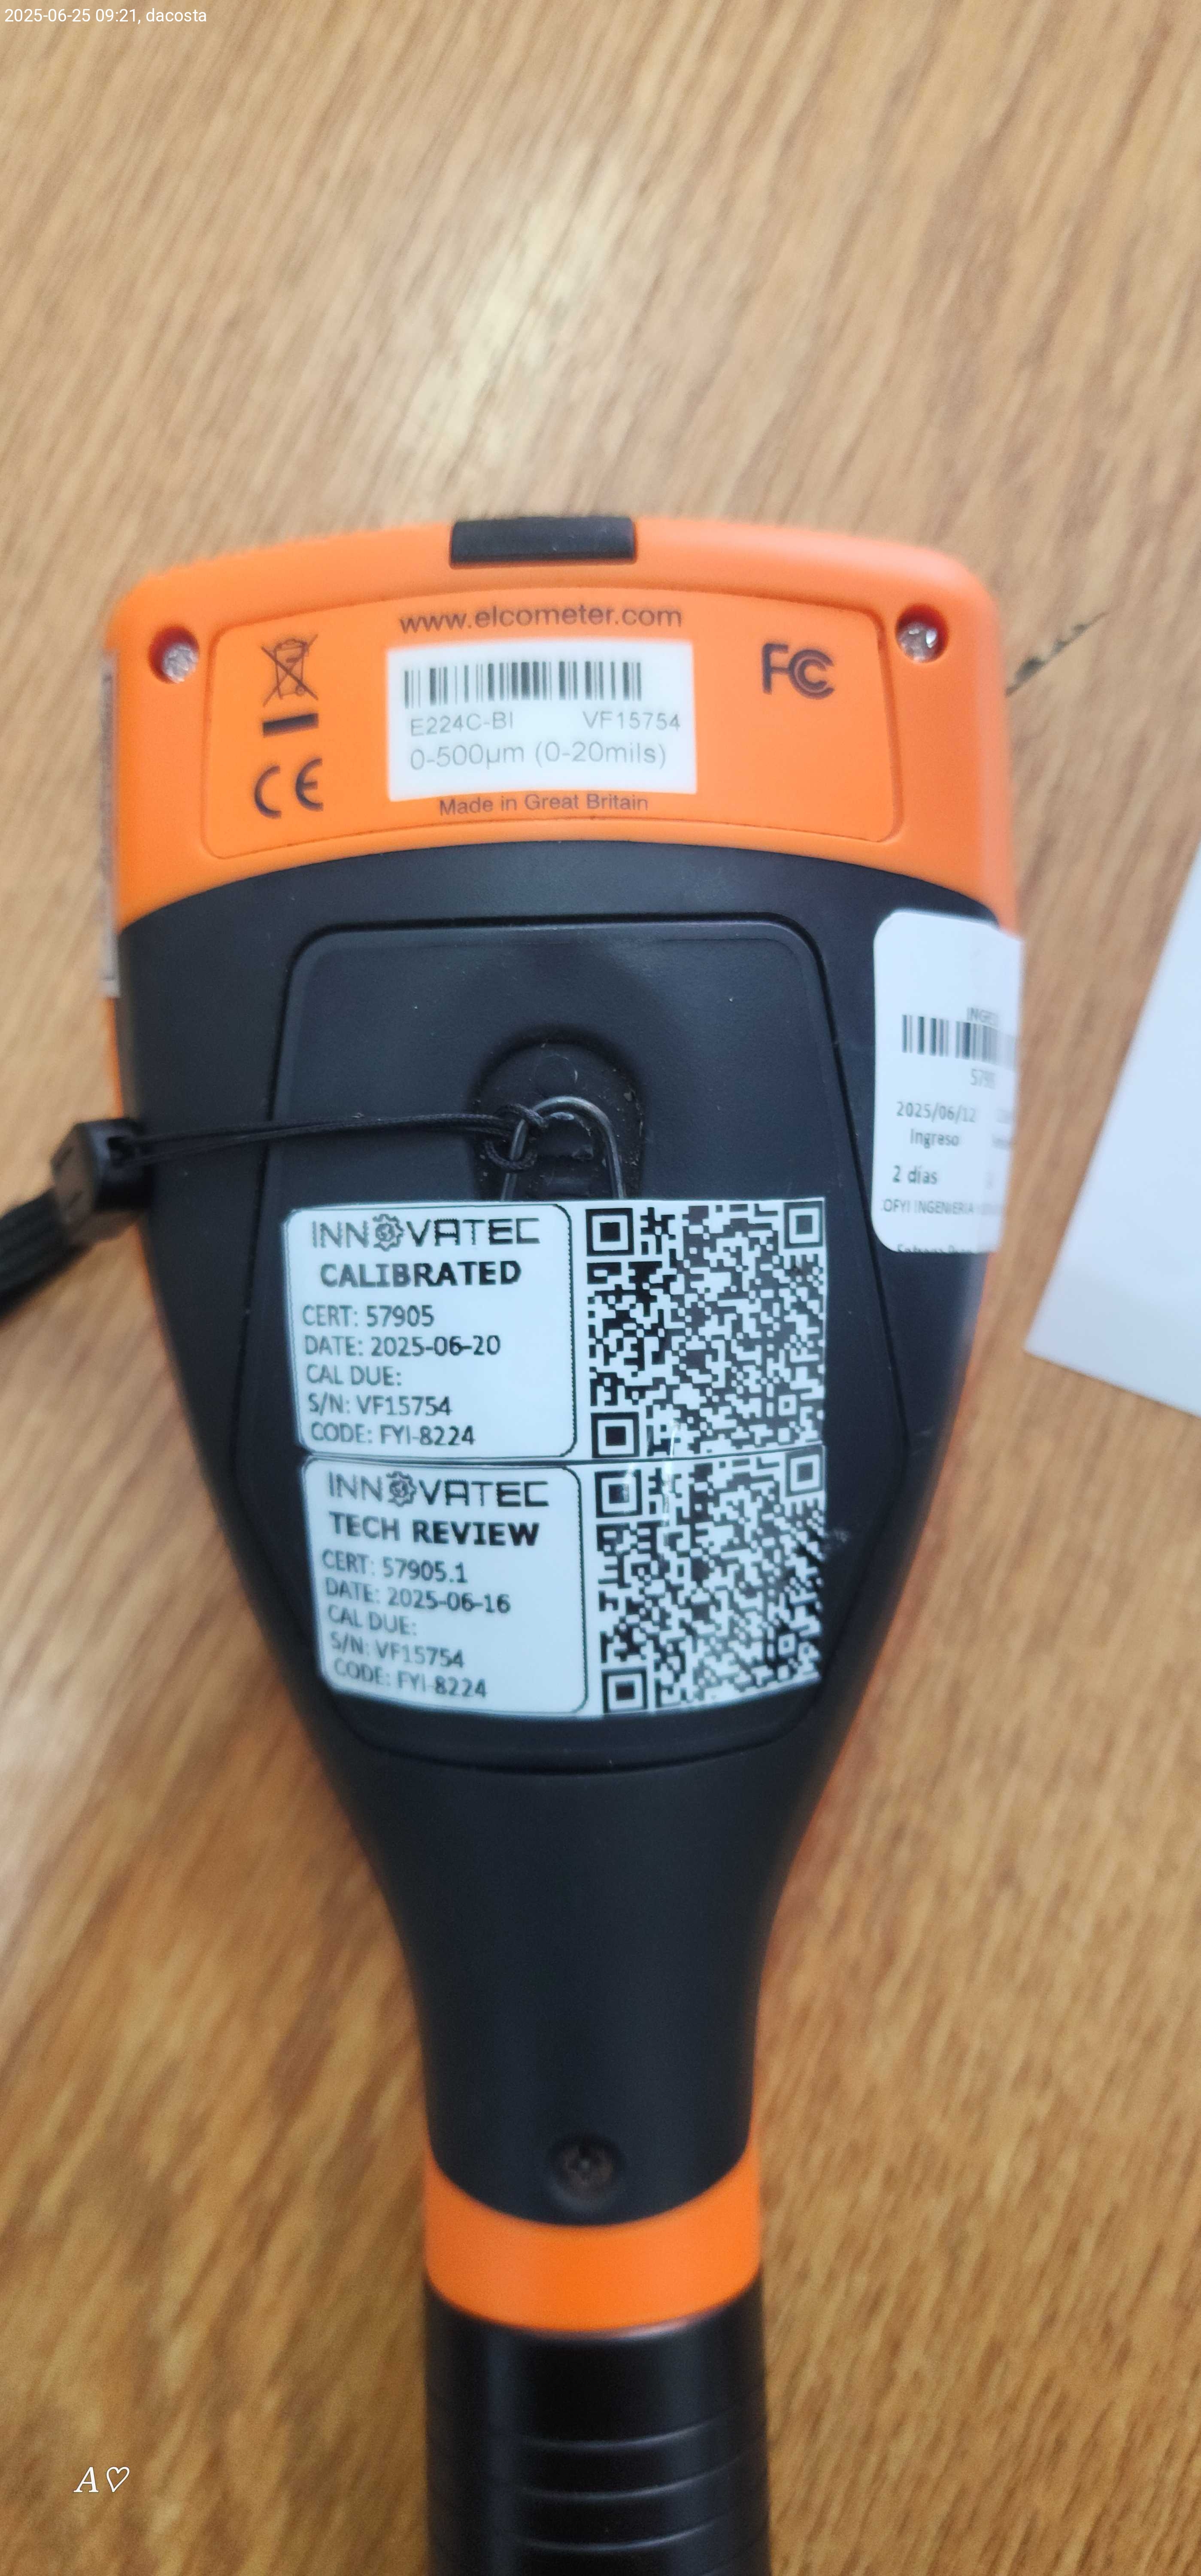 2025-06-25 09:21, dacosta
www.elcometer.com
FC
E224C-BI VF15754
0-500µm (0-20mils)
CE
Made in Great Britain
2025/06/12
Ingreso
2 días
INNOVATEC
CALIBRATED
CERT: 57905
DATE: 2025-06-20
CAL DUE:
S/N: VF15754
CODE: FYI-8224
INNOVATEC
TECH REVIEW
CERT: 57905.1
DATE: 2025-06-16
CAL DUE:
S/N: VF15754
CODE: FYI-8224
A♡